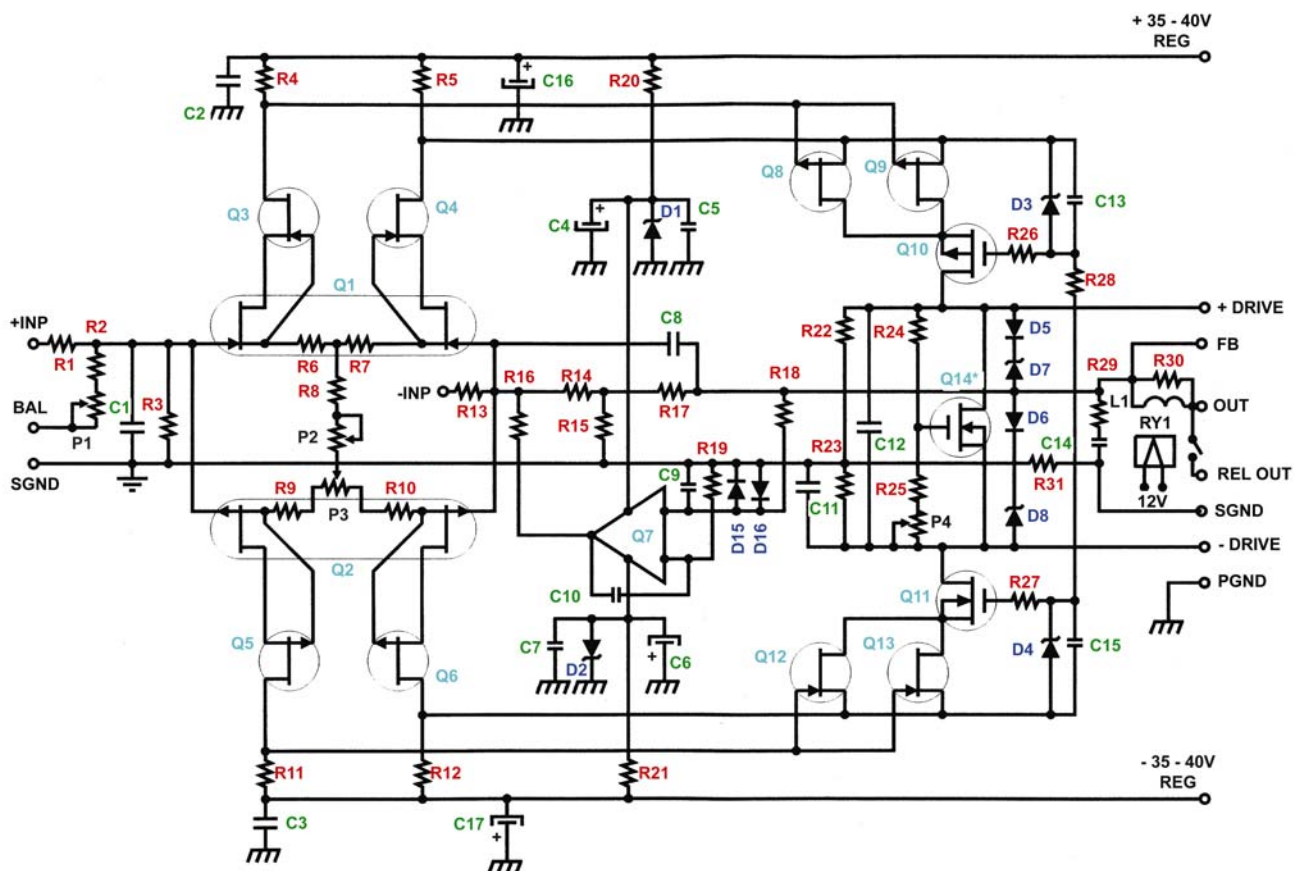 + 35 - 40V
REG
R4
R5
C16
+
R20
C2
Q8
Q9
Q3
Q4
+
C4
D1
C5
D3
C13
Q10
R26
R28
Q1
+INP
R2
R1
R6
R7
C8
R22
R24
D5
+ DRIVE
FB
R8
R29
R30
BAL
C1
R3
-INP
R13
R16
R14
R17
R18
Q14*
D7
L1
OUT
P1
P2
R15
C12
D6
C14
RY1
SGND
R19
C9
R23
R31
REL OUT
R9
R10
P3
Q7
D15
D16
C11
R25
P4
D8
12V
SGND
Q2
- DRIVE
C10
Q11
R27
PGND
Q5
Q6
C7
D2
+
C6
Q12
Q13
D4
C15
R11
R12
R21
- 35 - 40V
REG
C3
C17
+